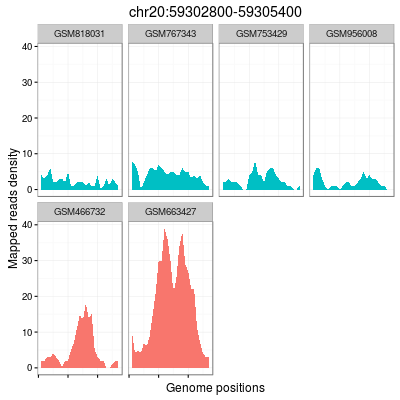 chr20:59302800-59305400
GSM818031 GSM767343 GSM753429 GSM956008
40
30
20
10
0
GSM466732 GSM663427
40
30
20
10
0
Mapped reads density
Genome positions